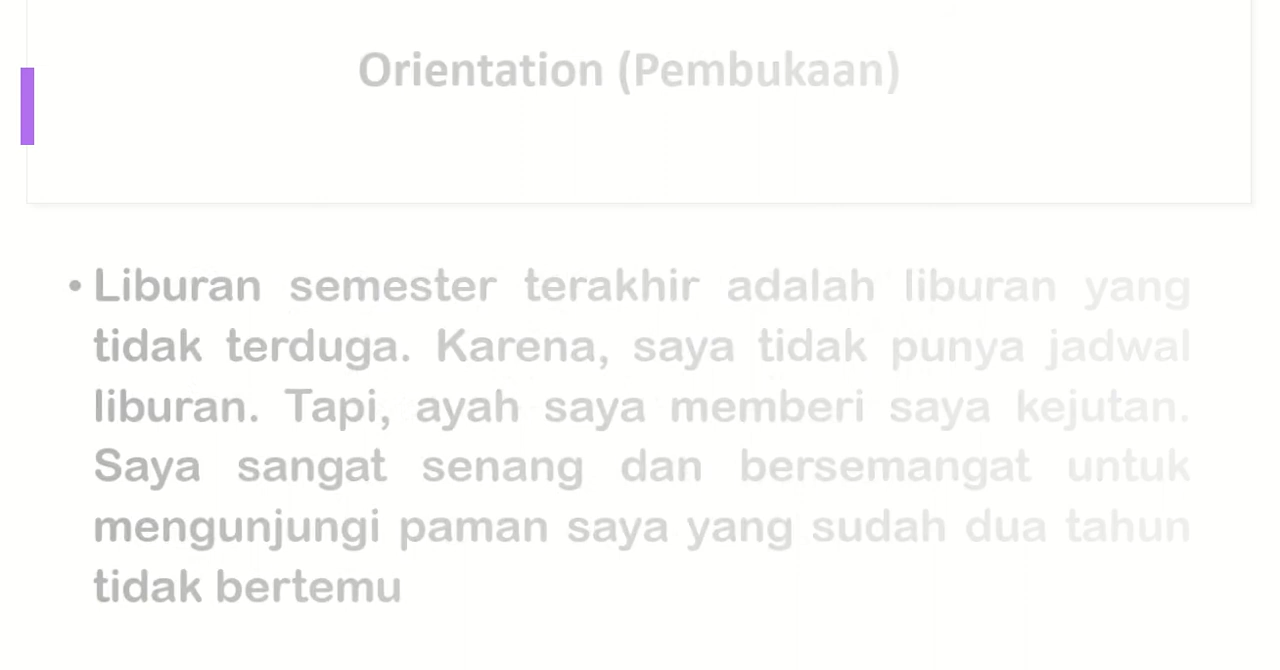 Orientation (Pembukaan)
• Liburan semester terakhir adalah liburan yang
tidak terduga. Karena, saya tidak punya jadwal
liburan. Tapi, ayah saya memberi saya kejutan.
Saya sangat senang dan bersemangat untuk
mengunjungi paman saya yang sudah dua tahun
tidak bertemu